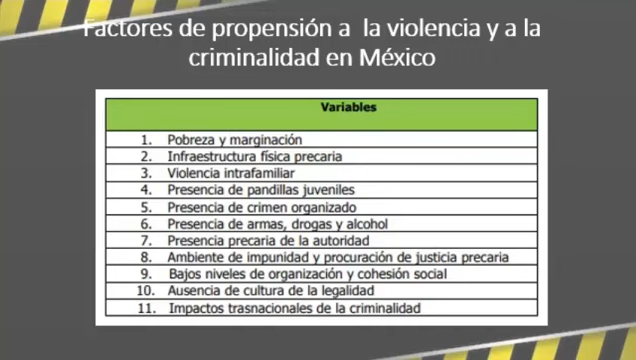 Factores de propensión a la violencia y a la
criminalidad en México
Variables
1. Pobreza y marginación
2. Infraestructura física precaria
3. Violencia intrafamiliar
4. Presencia de pandillas juveniles
5. Presencia de crimen organizado
6. Presencia de armas, drogas y alcohol
7. Presencia precaria de la autoridad
8. Ambiente de impunidad y procuración de justicia precaria
9. Bajos niveles de organización y cohesión social
10. Ausencia de cultura de la legalidad
11. Impactos trasnacionales de la criminalidad